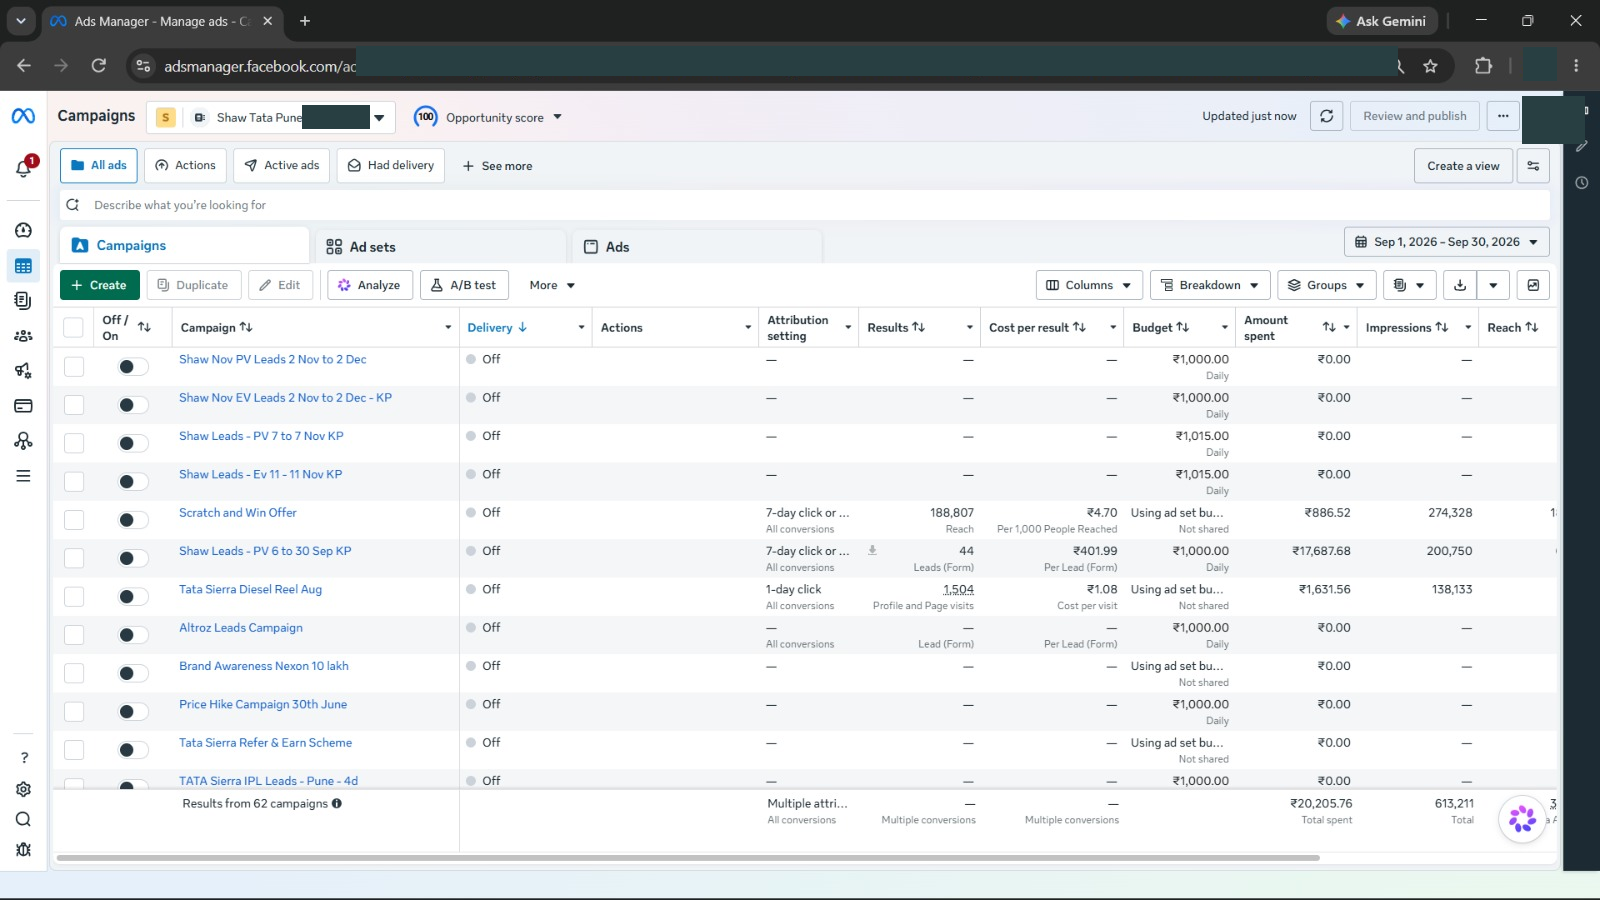 Ads Manager - Manage ads - C
Ask Gemini
adsmanager.facebook.com/ac
Campaigns
S
Shaw Tata Pune
100
Opportunity score
Updated just now
Review and publish
1
All ads
Actions
Active ads
Had delivery
See more
Create a view
Describe what you're looking for
Campaigns
Ad sets
Ads
Sep 1, 2026 – Sep 30, 2026
Create
Duplicate
Edit
Analyze
A/B test
More
Columns
Breakdown
Groups
Off / On
Campaign
Delivery
Actions
Attribution setting
Results
Cost per result
Budget
Amount spent
Impressions
Reach
Shaw Nov PV Leads 2 Nov to 2 Dec
Off
—
—
—
₹1,000.00
Daily
₹0.00
—
Shaw Nov EV Leads 2 Nov to 2 Dec - KP
Off
—
—
—
₹1,000.00
Daily
₹0.00
—
Shaw Leads - PV 7 to 7 Nov KP
Off
—
—
—
₹1,015.00
Daily
₹0.00
—
Shaw Leads - Ev 11 - 11 Nov KP
Off
—
—
—
₹1,015.00
Daily
₹0.00
—
Scratch and Win Offer
Off
7-day click or ...
All conversions
188,807
Reach
₹4.70
Per 1,000 People Reached
Using ad set bu...
Not shared
₹886.52
274,328
Shaw Leads - PV 6 to 30 Sep KP
Off
7-day click or ...
All conversions
44
Leads (Form)
₹401.99
Per Lead (Form)
₹1,000.00
Daily
₹17,687.68
200,750
Tata Sierra Diesel Reel Aug
Off
1-day click
All conversions
1,504
Profile and Page visits
₹1.08
Cost per visit
Using ad set bu...
Not shared
₹1,631.56
138,133
Altroz Leads Campaign
Off
—
All conversions
—
Lead (Form)
—
Per Lead (Form)
₹1,000.00
Daily
₹0.00
—
Brand Awareness Nexon 10 lakh
Off
—
—
—
Using ad set bu...
Not shared
₹0.00
—
Price Hike Campaign 30th June
Off
—
—
—
₹1,000.00
Daily
₹0.00
—
Tata Sierra Refer & Earn Scheme
Off
—
—
—
Using ad set bu...
Not shared
₹0.00
—
TATA Sierra IPL Leads - Pune - 4d
Off
—
—
—
₹1,000.00
₹0.00
—
Results from 62 campaigns
Multiple attri...
All conversions
—
Multiple conversions
—
Multiple conversions
₹20,205.76
Total spent
613,211
Total